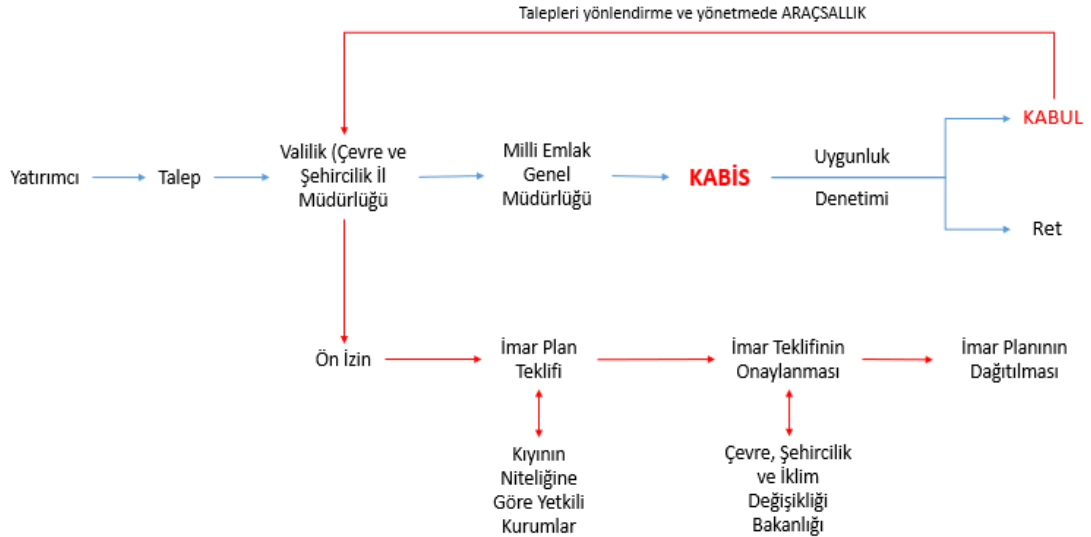 Talepleri yönlendirme ve yönetmede ARAÇSALLIK
KABUL
Yatırımcı
Talep
Valilik (Çevre ve
Şehircilik İl
Müdürlüğü
Milli Emlak
Genel
Müdürlüğü
KABİS
Uygunluk
Denetimi
Ret
Ön İzin
İmar Plan
Teklifi
İmar Teklifinin
Onaylanması
İmar Planının
Dağıtılması
Kıyının
Niteliğine
Göre Yetkili
Kurumlar
Çevre, Şehircilik
ve İklim
Değişikliği
Bakanlığı